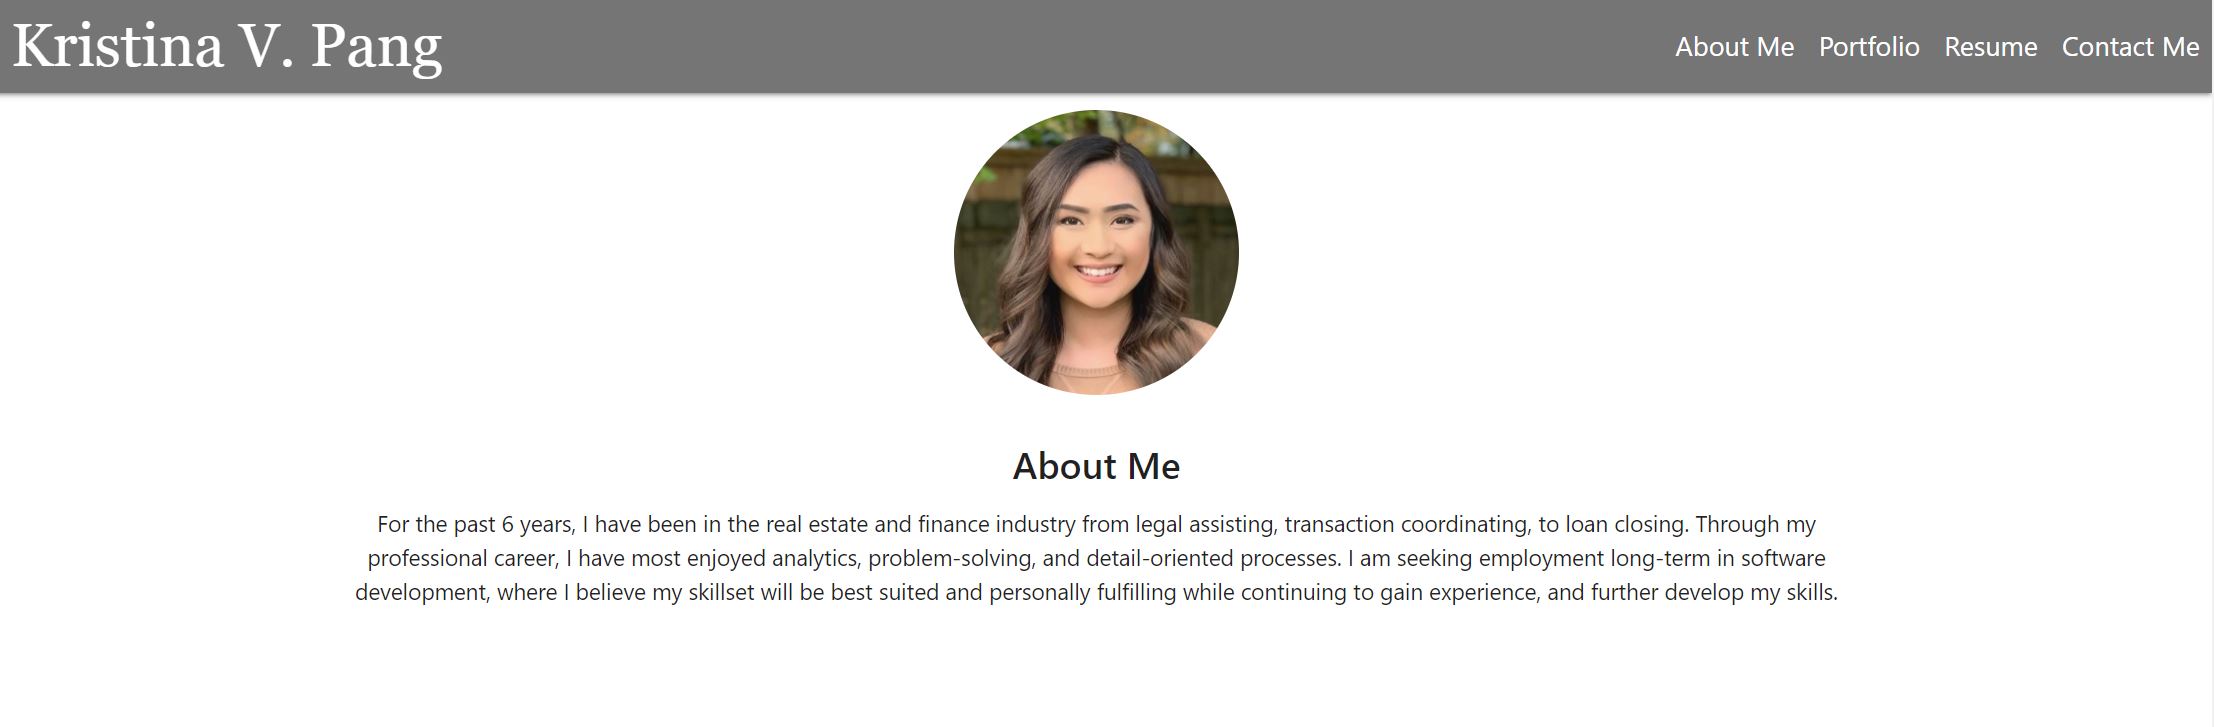 Kristina V. Pang
About Me Portfolio Resume Contact Me
About Me
For the past 6 years, I have been in the real estate and finance industry from legal assisting, transaction coordinating, to loan closing. Through my
professional career, I have most enjoyed analytics, problem-solving, and detail-oriented processes. I am seeking employment long-term in software
development, where I believe my skillset will be best suited and personally fulfilling while continuing to gain experience, and further develop my skills.